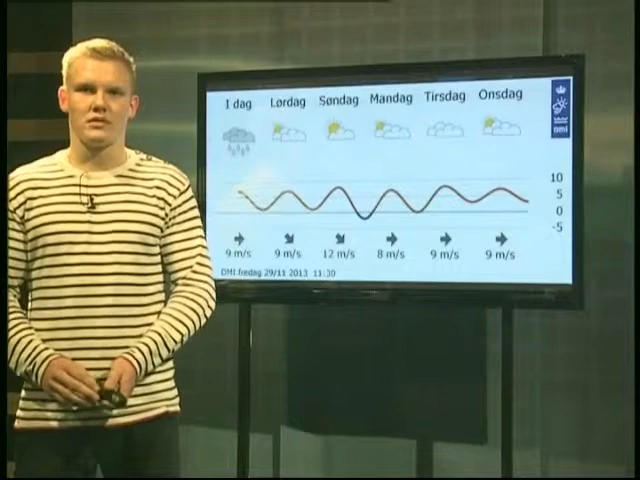 I dag Lørdag Søndag Mandag Tirsdag Onsdag
DMI
10
5
0
-5
9 m/s 9 m/s 12 m/s 8 m/s 9 m/s 9 m/s
DMI fredag 29/11 2013 11:30